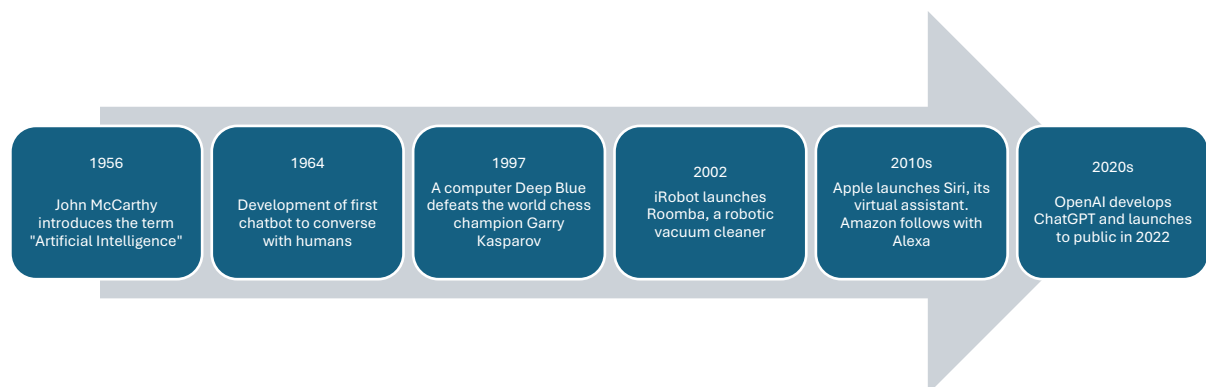 1956
John McCarthy
introduces the term
"Artificial Intelligence"
1964
Development of first
chatbot to converse
with humans
1997
A computer Deep Blue
defeats the world chess
champion Garry
Kasparov
2002
iRobot launches
Roomba, a robotic
vacuum cleaner
2010s
Apple launches Siri, its
virtual assistant.
Amazon follows with
Alexa
2020s
OpenAI develops
ChatGPT and launches
to public in 2022